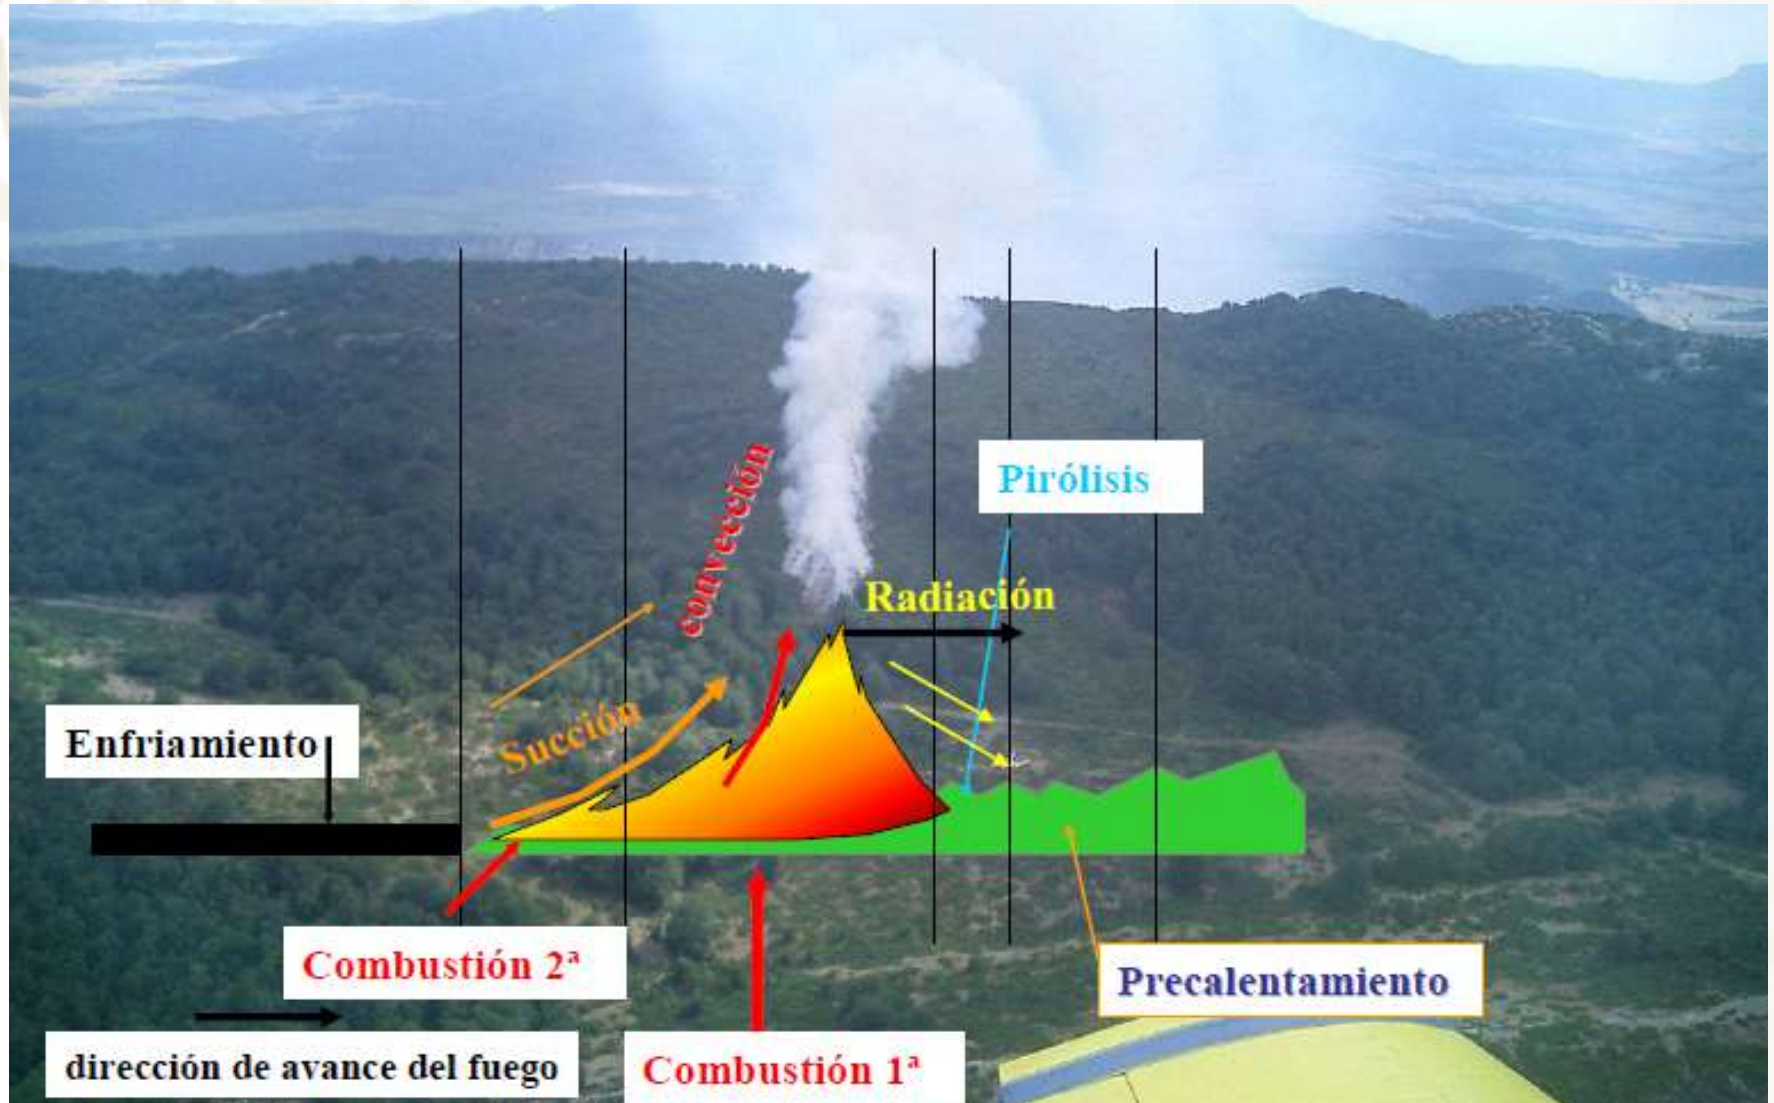 convección
Pirólisis
Radiación
Succión
Enfriamiento
Combustión 2ª
Precalentamiento
dirección de avance del fuego
Combustión 1ª